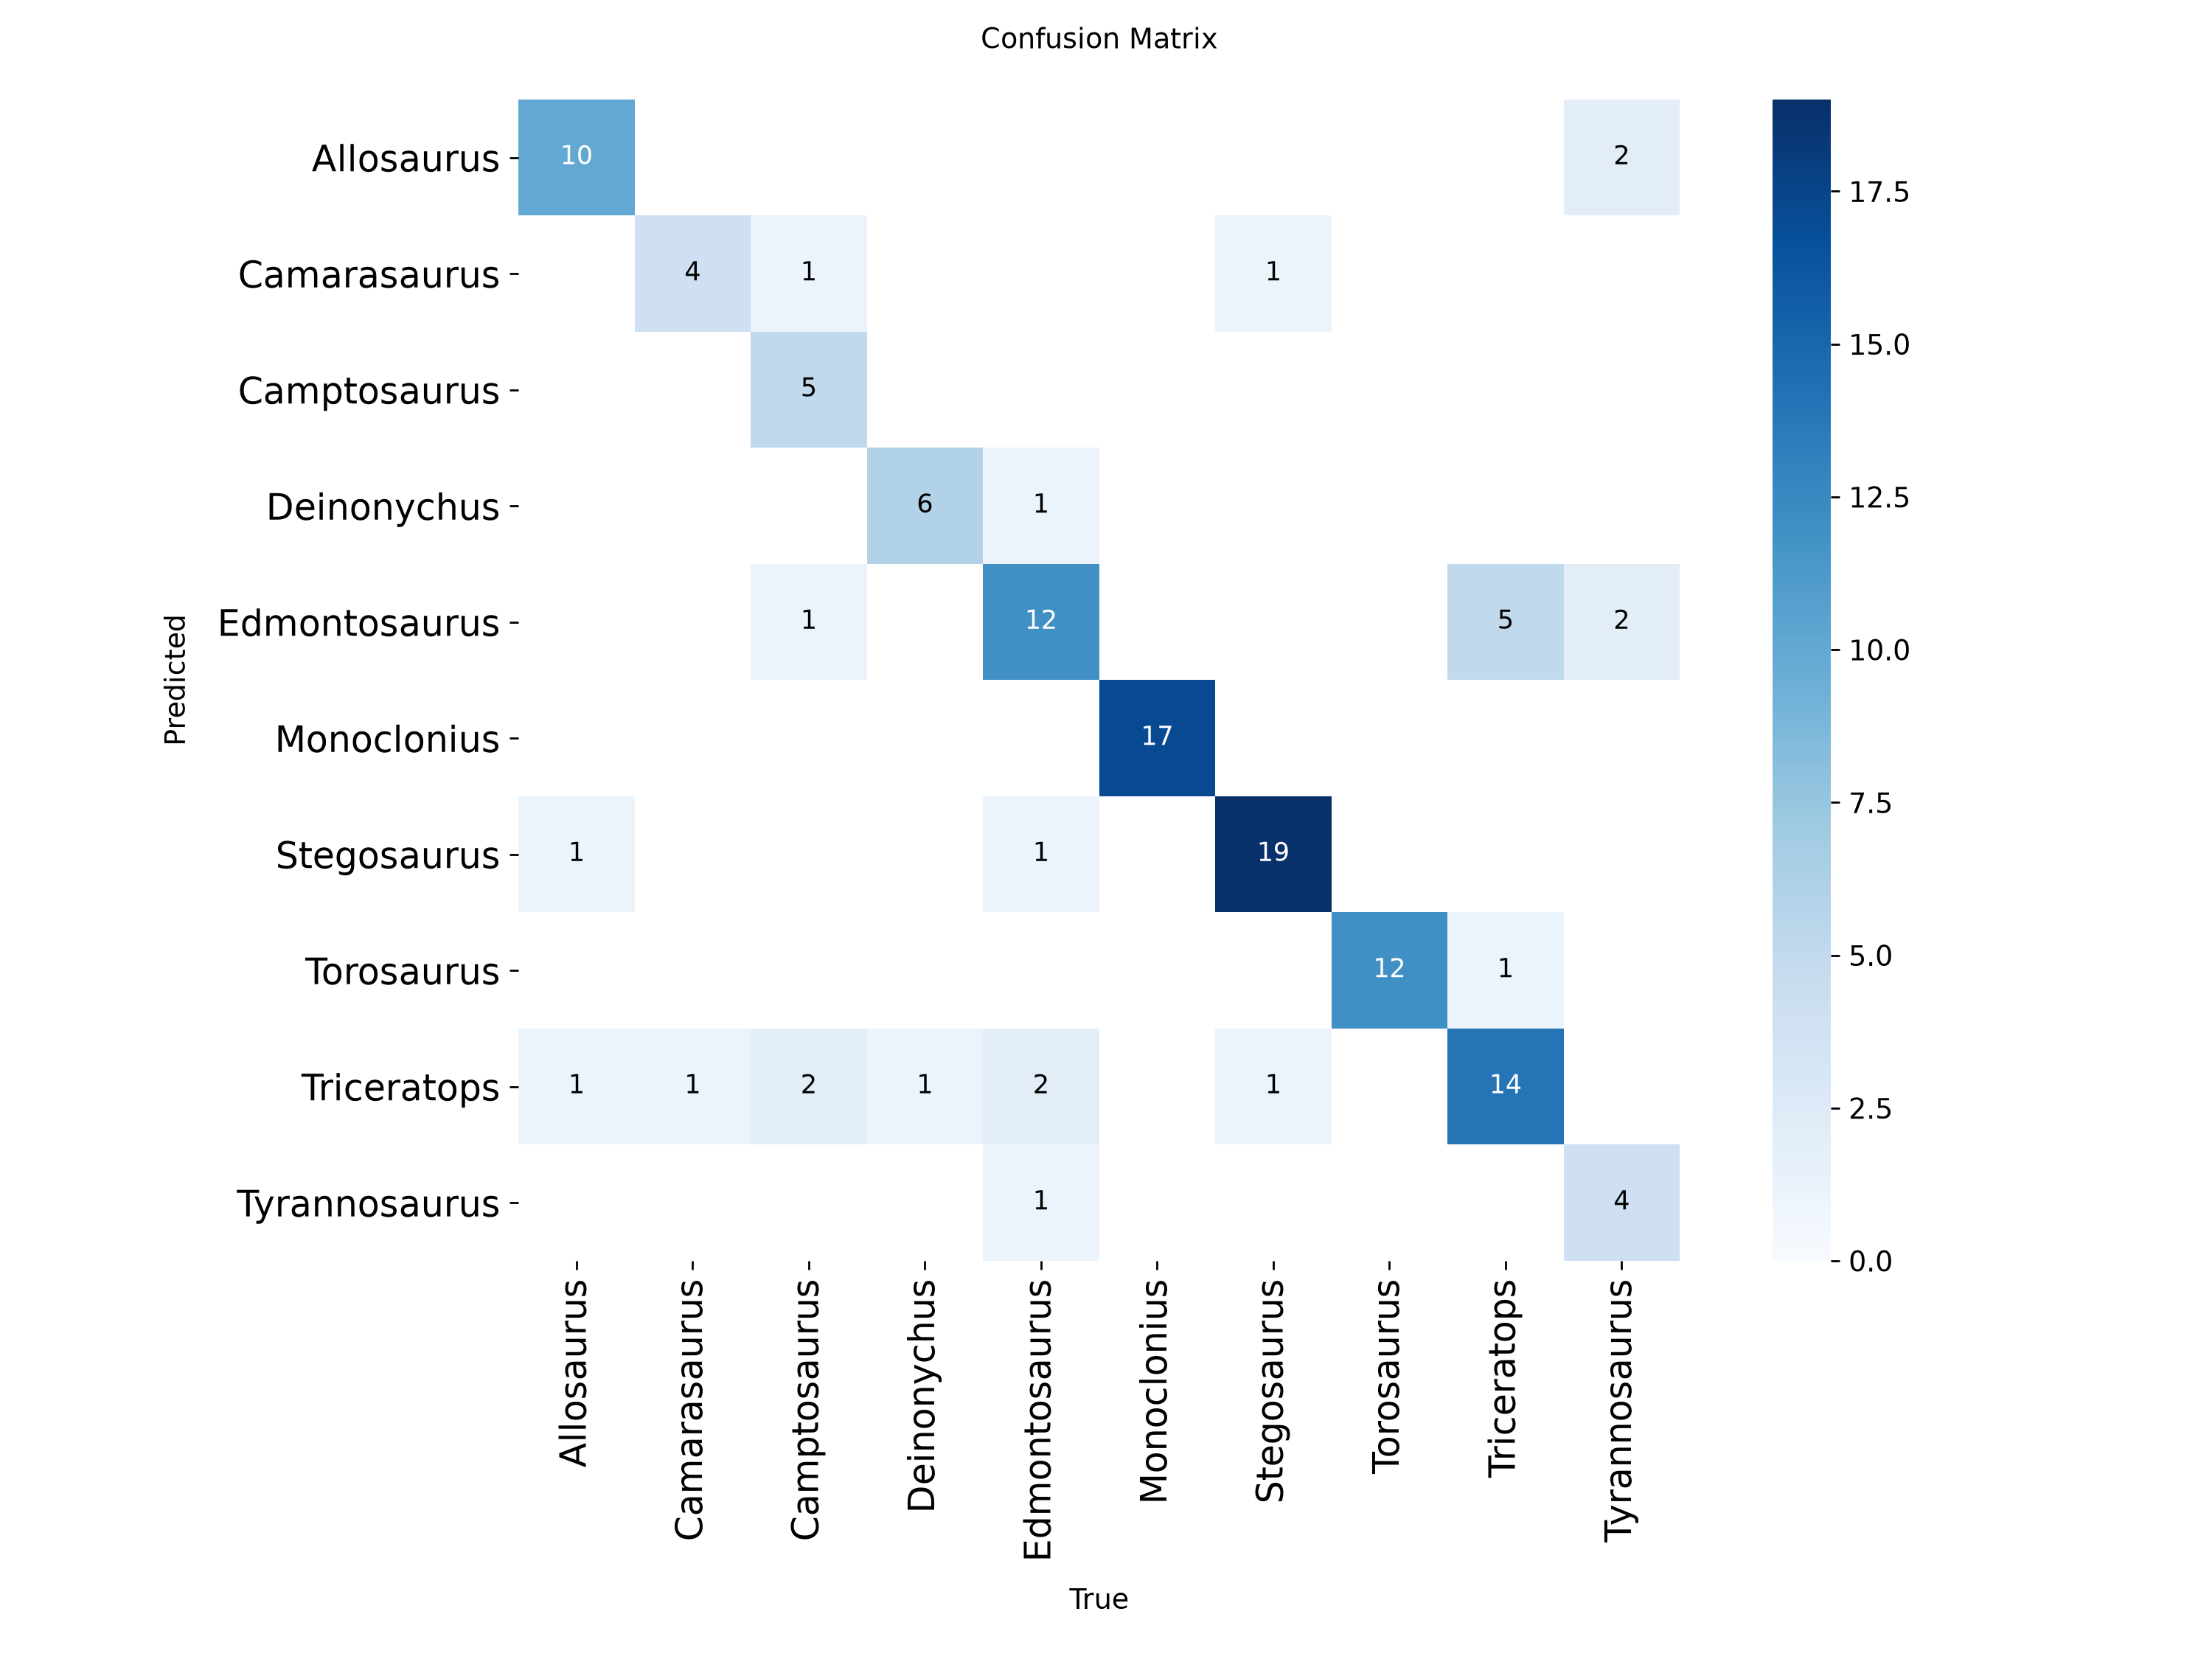 Confusion Matrix
Allosaurus 10 2
17.5
Camarasaurus 4 1 1
15.0
Camptosaurus 5
12.5
Deinonychus 6 1
10.0
Edmontosaurus 1 12 5 2
Predicted
Monoclonius 17
7.5
Stegosaurus 1 1 19
5.0
Torosaurus 12 1
Triceratops 1 1 2 1 2 1 14
2.5
Tyrannosaurus 1 4
0.0
Allosaurus
Camarasaurus
Camptosaurus
Deinonychus
Edmontosaurus
Monoclonius
Stegosaurus
Torosaurus
Triceratops
Tyrannosaurus
True